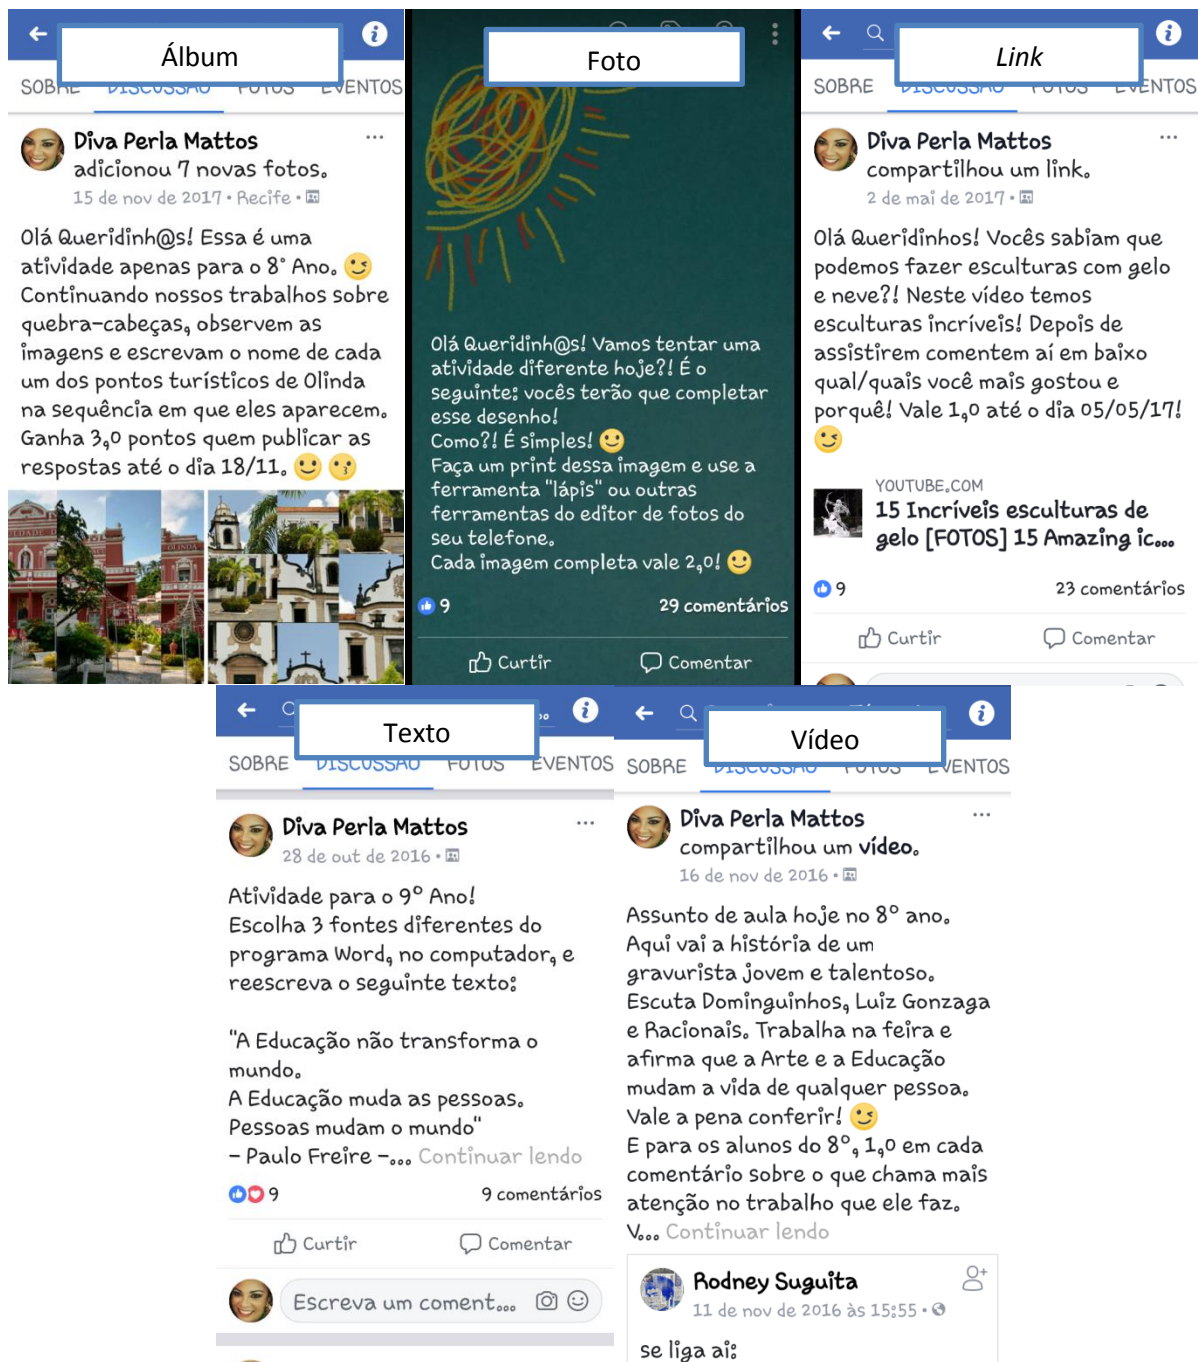 Álbum
SOBRE DISCUSSÃO FOTOS EVENTOS
Diva Perla Mattos
adicionou 7 novas fotos.
15 de nov de 2017 • Recife •
Olá Queridinh@s! Essa é uma
atividade apenas para o 8° Ano. 😉
Continuando nossos trabalhos sobre
quebra-cabeças, observem as
imagens e escrevam o nome de cada
um dos pontos turísticos de Olinda
na sequência em que eles aparecem.
Ganha 3,0 pontos quem publicar as
respostas até o dia 18/11. 🙂 😗
Foto
Olá Queridinh@s! Vamos tentar uma
atividade diferente hoje?! É o
seguinte: vocês terão que completar
esse desenho!
Como?! É simples! 🙂
Faça um print dessa imagem e use a
ferramenta "lápis" ou outras
ferramentas do editor de fotos do
seu telefone.
Cada imagem completa vale 2,0! 🙂
9 29 comentários
Curtir Comentar
Link
SOBRE DISCUSSÃO FOTOS EVENTOS
Diva Perla Mattos
compartilhou um link.
2 de mai de 2017 •
Olá Queridinhos! Vocês sabiam que
podemos fazer esculturas com gelo
e neve?! Neste vídeo temos
esculturas incríveis! Depois de
assistirem comentem aí em baixo
qual/quais você mais gostou e
porquê! Vale 1,0 até o dia 05/05/17!
😉
YOUTUBE.COM
15 Incríveis esculturas de
gelo [FOTOS] 15 Amazing ic...
9 23 comentários
Curtir Comentar
Texto
SOBRE DISCUSSÃO FOTOS EVENTOS
Diva Perla Mattos
28 de out de 2016 •
Atividade para o 9º Ano!
Escolha 3 fontes diferentes do
programa Word, no computador, e
reescreva o seguinte texto:
"A Educação não transforma o
mundo.
A Educação muda as pessoas.
Pessoas mudam o mundo"
- Paulo Freire -... Continuar lendo
9 9 comentários
Curtir Comentar
Escreva um coment...
Vídeo
SOBRE DISCUSSÃO FOTOS EVENTOS
Diva Perla Mattos
compartilhou um vídeo.
16 de nov de 2016 •
Assunto de aula hoje no 8º ano.
Aqui vai a história de um
gravurista jovem e talentoso.
Escuta Dominguinhos, Luiz Gonzaga
e Racionais. Trabalha na feira e
afirma que a Arte e a Educação
mudam a vida de qualquer pessoa.
Vale a pena conferir! 😉
E para os alunos do 8º, 1,0 em cada
comentário sobre o que chama mais
atenção no trabalho que ele faz.
V... Continuar lendo
Rodney Suguita
11 de nov de 2016 às 15:55 •
se liga ai: